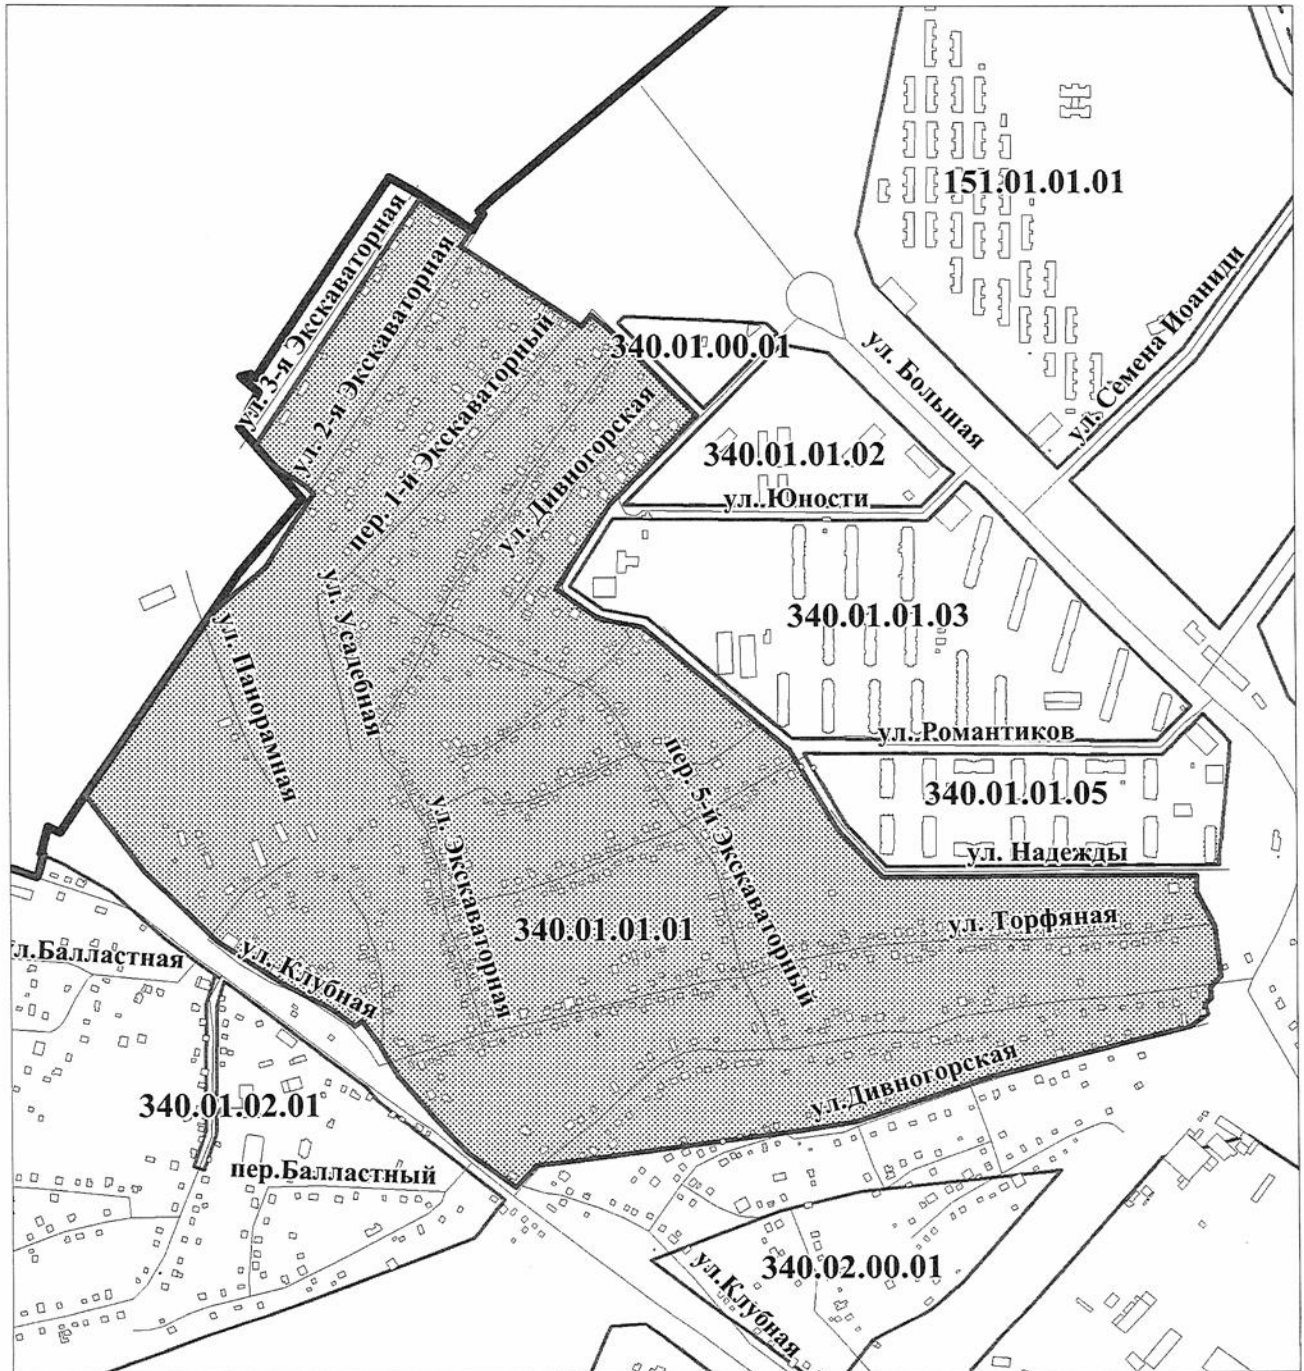 151.01.01.01
ул. 3-я Экскаваторная
ул. 2-я Экскаваторная
ул. Семена Иоаниди
340.01.00.01
ул. Большая
пер. 1-й Экскаваторный
340.01.01.02
ул. Дивногорская
ул. Юности
340.01.01.03
ул. Усадебная
ул. Панорамная
ул. Романтиков
пер. 5-й Экскаваторный
340.01.01.05
ул. Экскаваторная
ул. Надежды
340.01.01.01
ул. Торфяная
ул.Балластная
ул. Клубная
ул.Дивногорская
340.01.02.01
пер.Балластный
340.02.00.01
ул.Клубная